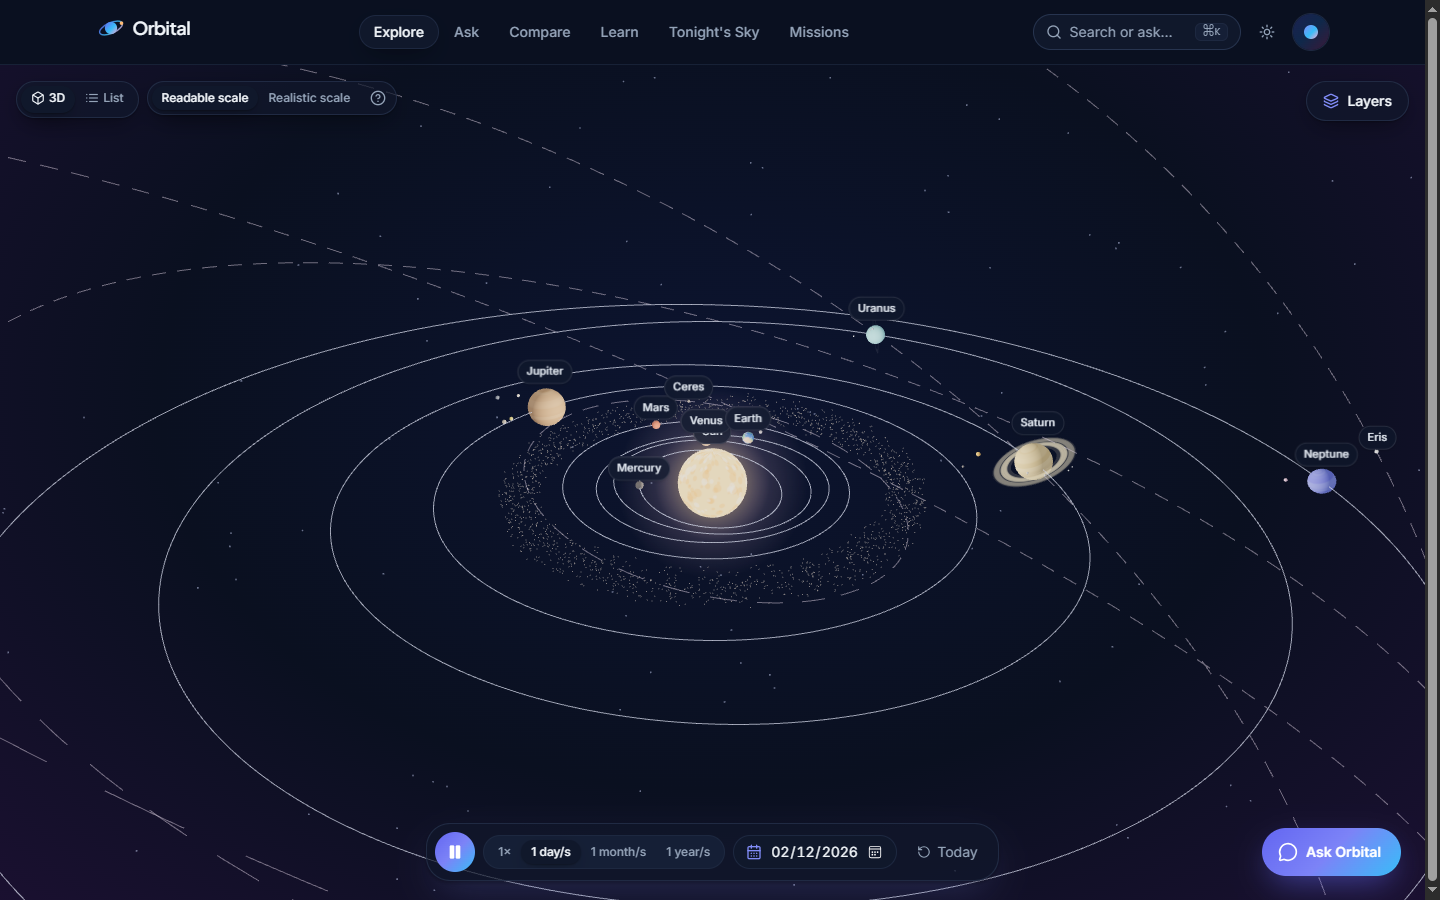 Orbital
Explore
Ask
Compare
Learn
Tonight's Sky
Missions
Search or ask...
⌘K
3D
List
Readable scale
Realistic scale
?
Layers
Uranus
Jupiter
Ceres
Mars
Venus
Earth
Sun
Saturn
Eris
Neptune
Mercury
1×
1 day/s
1 month/s
1 year/s
02/12/2026
Today
Ask Orbital